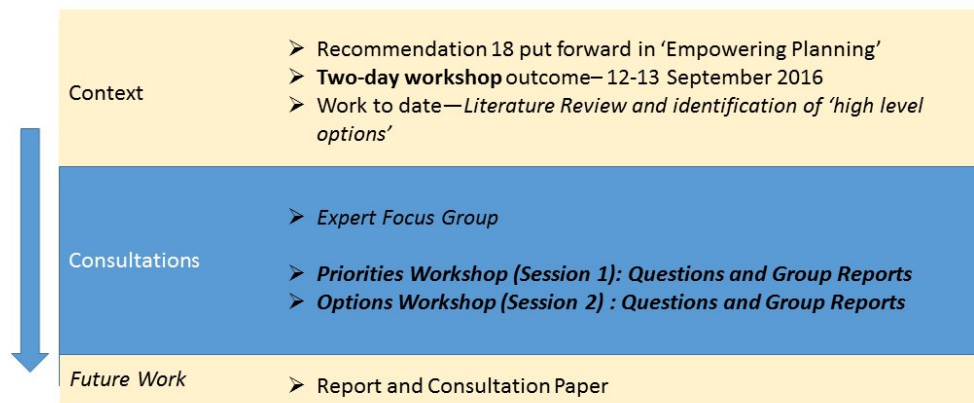 Context
➢ Recommendation 18 put forward in ‘Empowering Planning’
➢ Two-day workshop outcome– 12-13 September 2016
➢ Work to date—Literature Review and identification of ‘high level
options’
Consultations
➢ Expert Focus Group
➢ Priorities Workshop (Session 1): Questions and Group Reports
➢ Options Workshop (Session 2) : Questions and Group Reports
Future Work
➢ Report and Consultation Paper